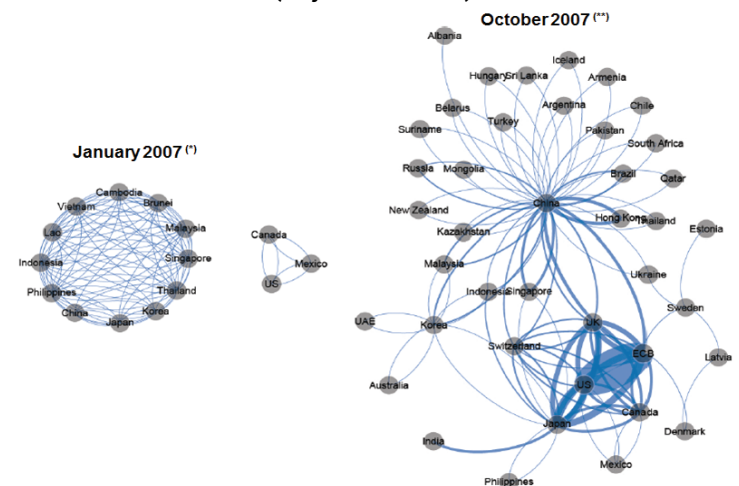 October 2007 (**)
Albania
Iceland
Hungary
Sri Lanka
Armenia
Belarus
Argentina
Chile
Turkey
Suriname
Pakistan
South Africa
January 2007 (*)
Russia
Mongolia
Brazil
Qatar
Cambodia
Vietnam
Brunei
China
New Zealand
Hong Kong
Thailand
Lao
Malaysia
Kazakhstan
Estonia
Canada
Indonesia
Singapore
Mexico
Malaysia
Ukraine
US
Philippines
Thailand
Indonesia
Singapore
China
Japan
Korea
Sweden
UAE
Korea
UK
Switzerland
ECB
Latvia
Australia
US
Canada
Japan
Denmark
India
Mexico
Philippines